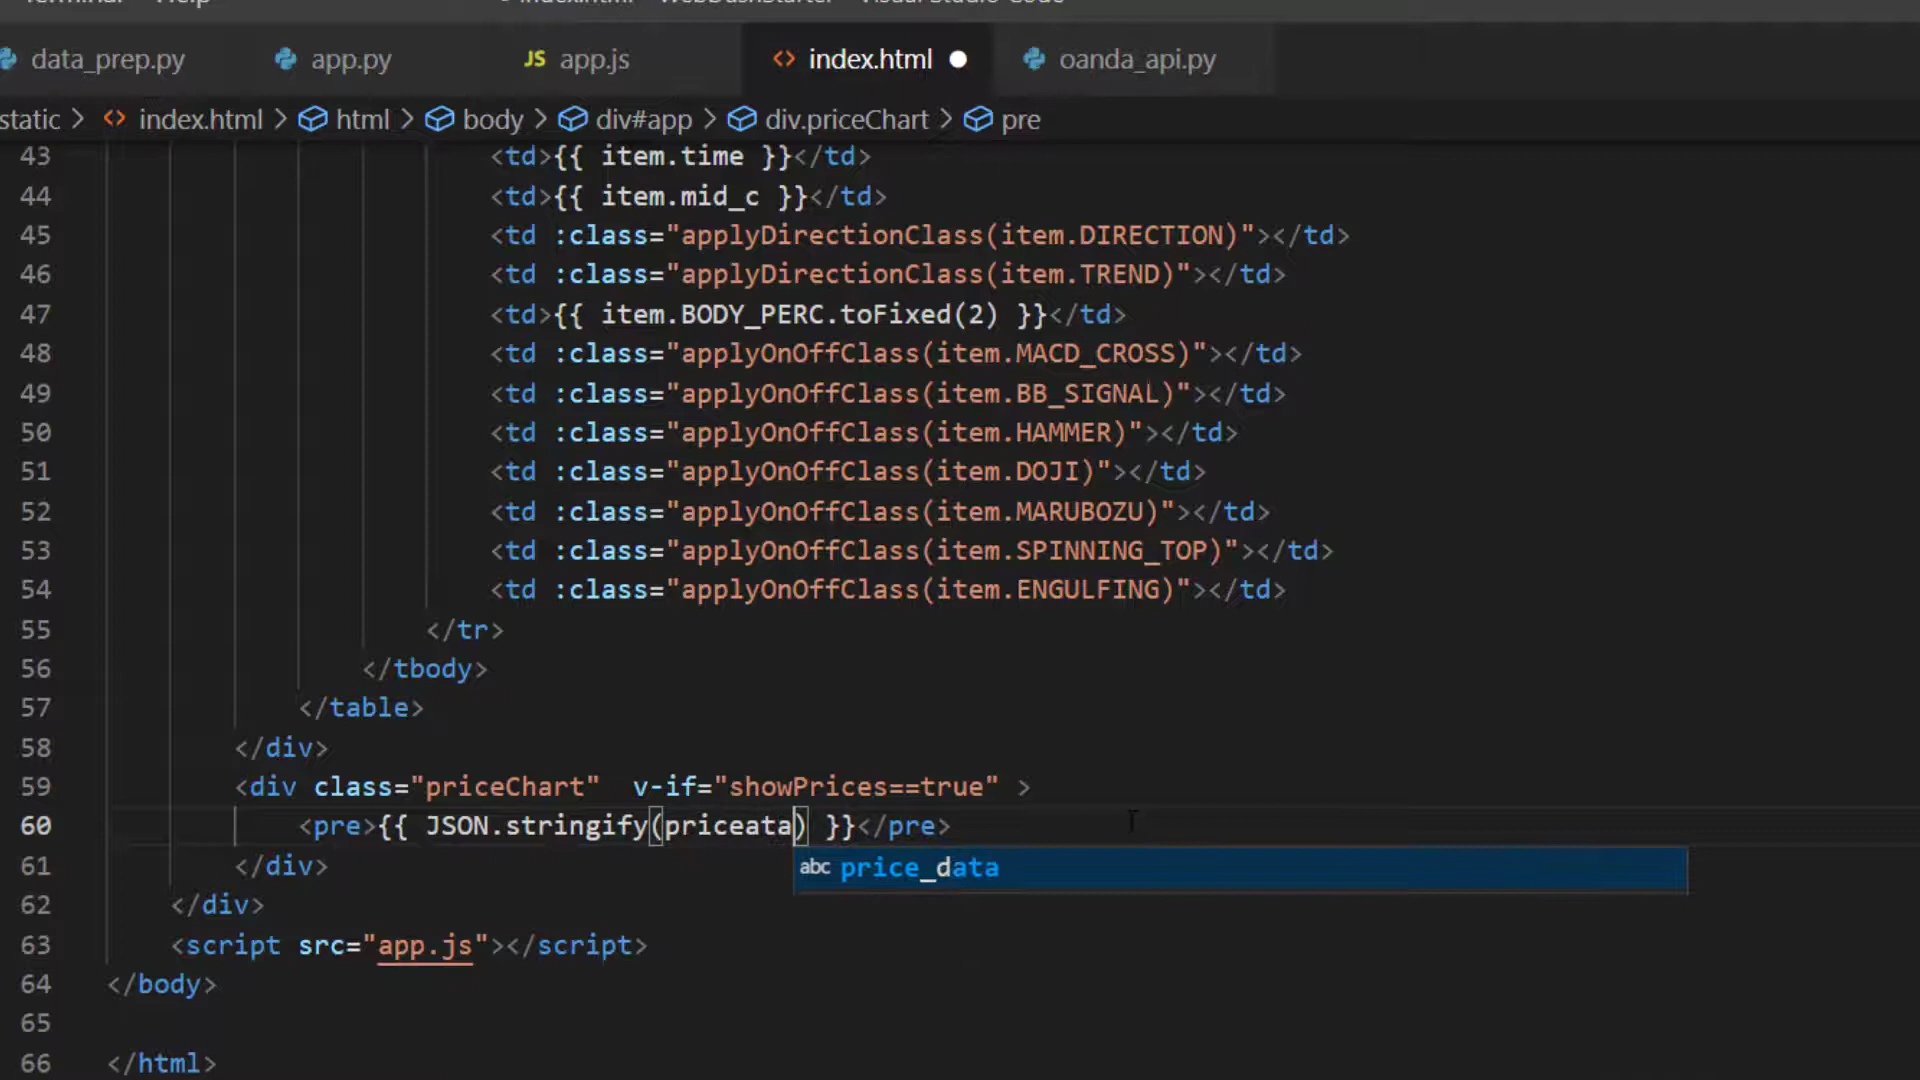 data_prep.py app.py JS app.js <> index.html oanda_api.py
static > <> index.html > html > body > div#app > div.priceChart > pre
43 <td>{{ item.time }}</td>
44 <td>{{ item.mid_c }}</td>
45 <td :class="applyDirectionClass(item.DIRECTION)"></td>
46 <td :class="applyDirectionClass(item.TREND)"></td>
47 <td>{{ item.BODY_PERC.toFixed(2) }}</td>
48 <td :class="applyOnOffClass(item.MACD_CROSS)"></td>
49 <td :class="applyOnOffClass(item.BB_SIGNAL)"></td>
50 <td :class="applyOnOffClass(item.HAMMER)"></td>
51 <td :class="applyOnOffClass(item.DOJI)"></td>
52 <td :class="applyOnOffClass(item.MARUBOZU)"></td>
53 <td :class="applyOnOffClass(item.SPINNING_TOP)"></td>
54 <td :class="applyOnOffClass(item.ENGULFING)"></td>
55 </tr>
56 </tbody>
57 </table>
58 </div>
59 <div class="priceChart"  v-if="showPrices==true" >
60 <pre>{{ JSON.stringify(priceata) }}</pre>
abc price_data
61 </div>
62 </div>
63 <script src="app.js"></script>
64 </body>
65
66 </html>